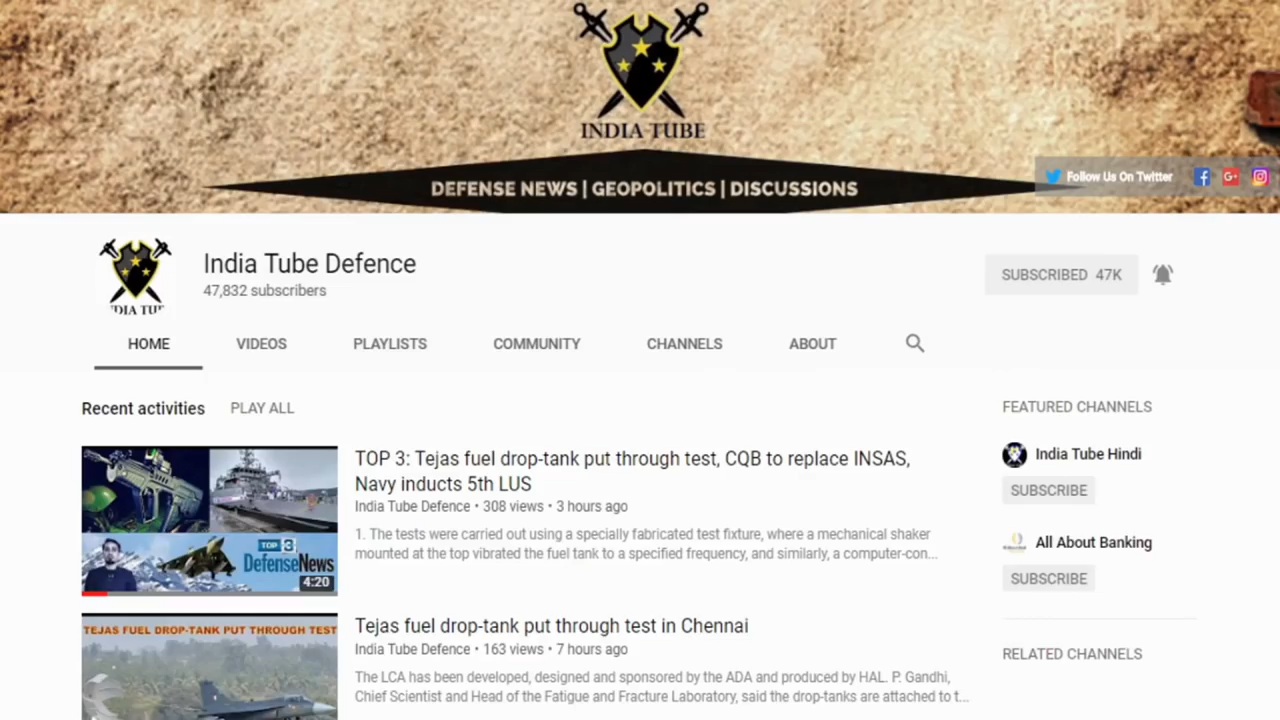 INDIA TUBE
DEFENSE NEWS | GEOPOLITICS | DISCUSSIONS
Follow Us On Twitter
India Tube Defence
47,832 subscribers
SUBSCRIBED 47K
HOME VIDEOS PLAYLISTS COMMUNITY CHANNELS ABOUT
Recent activities PLAY ALL
TOP 3
DefenseNews
4:20
TOP 3: Tejas fuel drop-tank put through test, CQB to replace INSAS,
Navy inducts 5th LUS
India Tube Defence • 308 views • 3 hours ago
1. The tests were carried out using a specially fabricated test fixture, where a mechanical shaker
mounted at the top vibrated the fuel tank to a specified frequency, and similarly, a computer-con...
TEJAS FUEL DROP-TANK PUT THROUGH TEST
Tejas fuel drop-tank put through test in Chennai
India Tube Defence • 163 views • 7 hours ago
The LCA has been developed, designed and sponsored by the ADA and produced by HAL. P. Gandhi,
Chief Scientist and Head of the Fatigue and Fracture Laboratory, said the drop-tanks are attached to t...
FEATURED CHANNELS
India Tube Hindi
SUBSCRIBE
All About Banking
SUBSCRIBE
RELATED CHANNELS